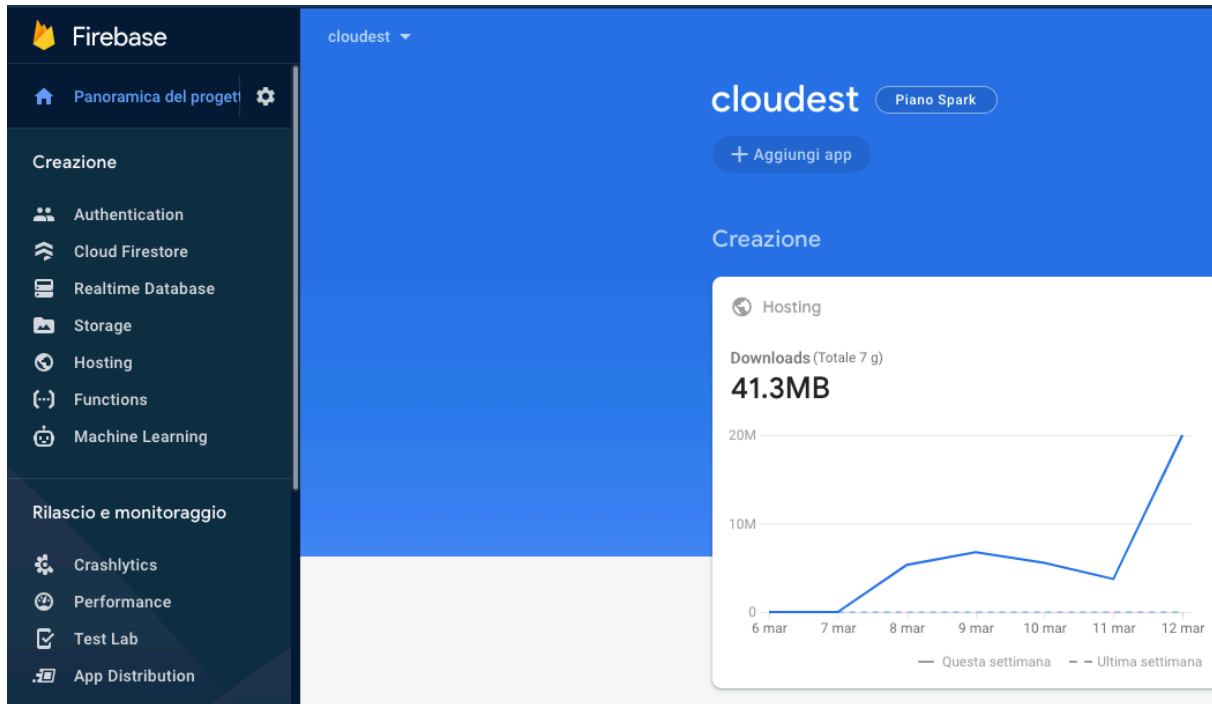 Firebase
cloudest
Panoramica del proget
cloudest
Piano Spark
+ Aggiungi app
Creazione
Authentication
Cloud Firestore
Realtime Database
Storage
Hosting
Functions
Machine Learning
Rilascio e monitoraggio
Crashlytics
Performance
Test Lab
App Distribution
Creazione
Hosting
Downloads (Totale 7 g)
41.3MB
20M
10M
0
6 mar 7 mar 8 mar 9 mar 10 mar 11 mar 12 mar
Questa settimana Ultima settimana